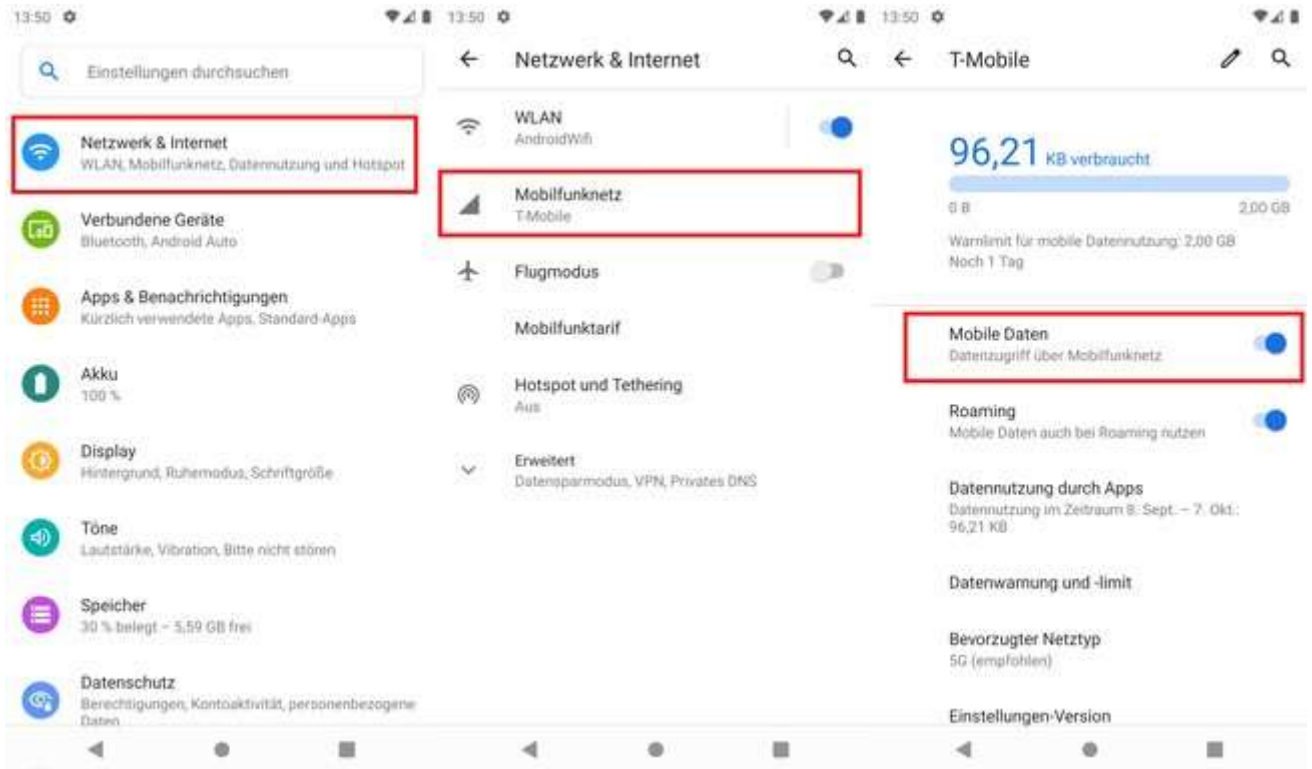 13:50
Einstellungen durchsuchen
Netzwerk & Internet
WLAN, Mobilfunknetz, Datennutzung und Hotspot
Verbundene Geräte
Bluetooth, Android Auto
Apps & Benachrichtigungen
Kürzlich verwendete Apps, Standard-Apps
Akku
100 %
Display
Hintergrund, Ruhemodus, Schriftgröße
Töne
Lautstärke, Vibration, Bitte nicht stören
Speicher
30 % belegt – 5,59 GB frei
Datenschutz
Berechtigungen, Kontoaktivität, personenbezogene
Daten
13:50
Netzwerk & Internet
WLAN
AndroidWifi
Mobilfunknetz
T-Mobile
Flugmodus
Mobilfunktarif
Hotspot und Tethering
Aus
Erweitert
Datensparmodus, VPN, Privates DNS
13:50
T-Mobile
96,21 KB verbraucht
0 B 2,00 GB
Warnlimit für mobile Datennutzung: 2,00 GB
Noch 1 Tag
Mobile Daten
Datenzugriff über Mobilfunknetz
Roaming
Mobile Daten auch bei Roaming nutzen
Datennutzung durch Apps
Datennutzung im Zeitraum 8. Sept. – 7. Okt.:
96,21 KB
Datenwarnung und -limit
Bevorzugter Netztyp
5G (empfohlen)
Einstellungen-Version